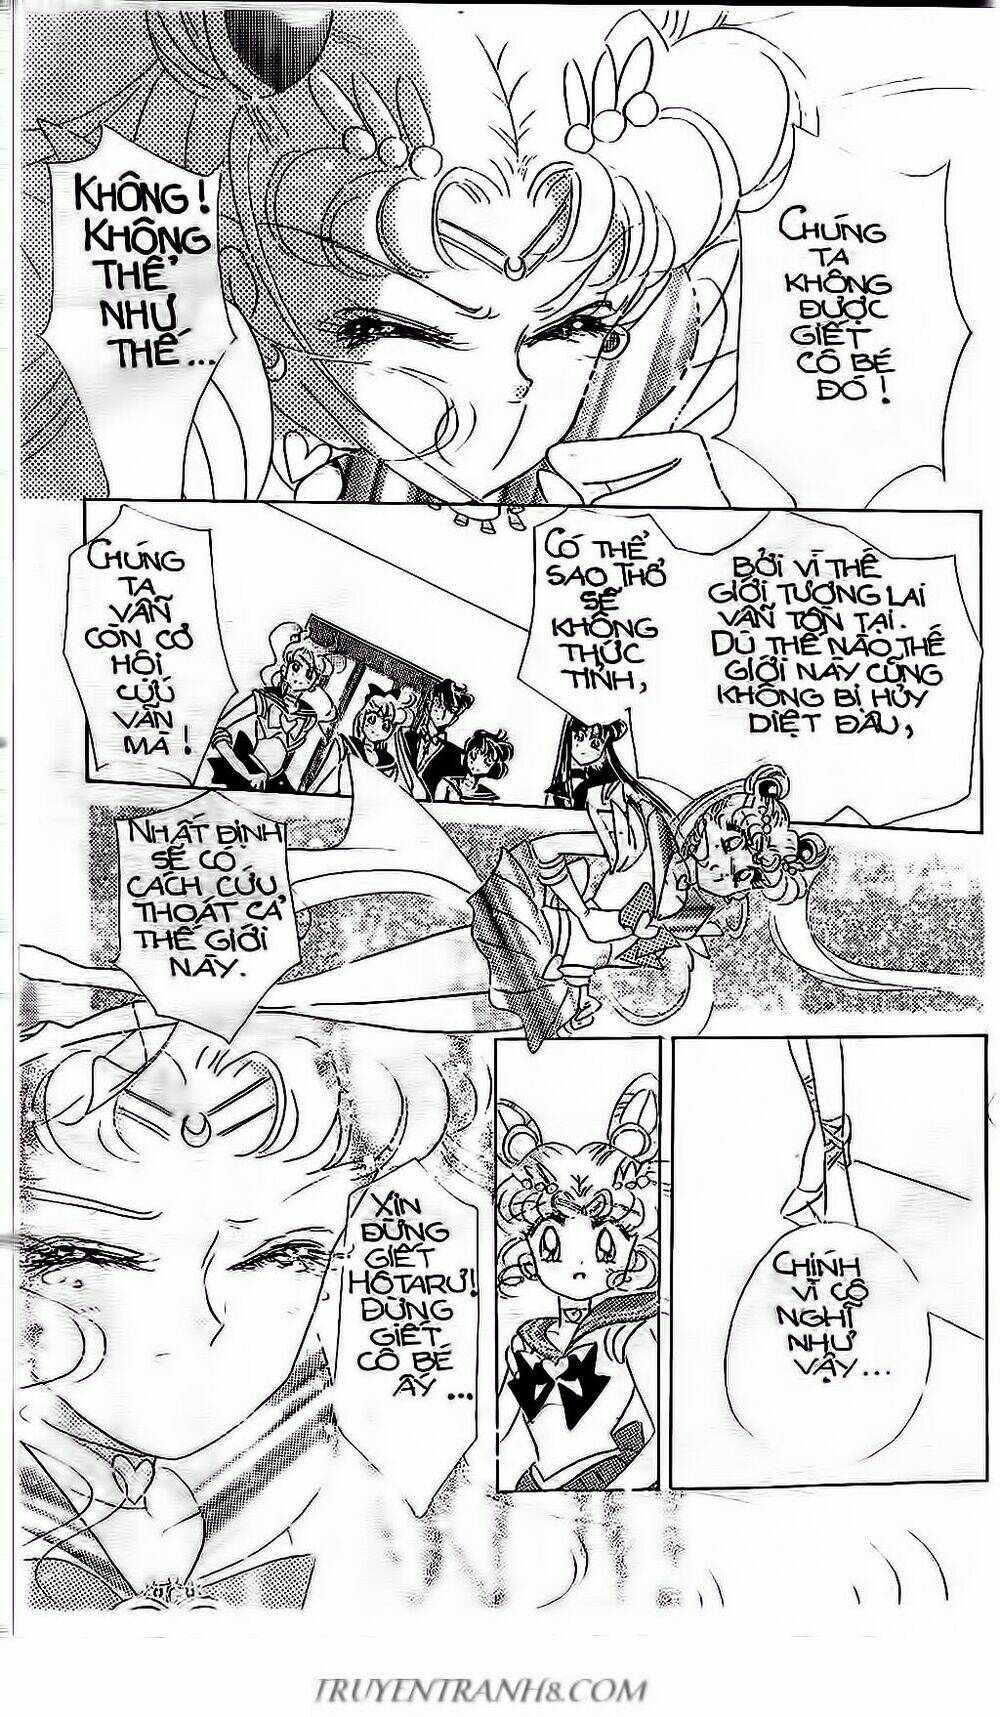 CHÚNG
TA
KHÔNG
ĐƯỢC
GIẾT
CÔ BÉ
ĐÓ!
KHÔNG!
KHÔNG
THỂ
NHƯ
THẾ...
BỞI VÌ THẾ
GIỚI TƯƠNG LAI
VẪN TỒN TẠI.
DÙ THẾ NÀO THẾ
GIỚI NÀY CŨNG
KHÔNG BỊ HỦY
DIỆT ĐÂU,
CÓ THỂ
SAO THỔ
SẼ
KHÔNG
THỨC
TỈNH,
CHÚNG
TA
VẪN
CÒN CƠ
HỘI
CỨU
VÃN
MÀ!
NHẤT ĐỊNH
SẼ CÓ
CÁCH CỨU
THOÁT CẢ
THẾ GIỚI
NÀY.
CHÍNH
VÌ CÔ
NGHĨ
NHƯ
VẬY...
XIN
ĐỪNG
GIẾT
HÔTARƯ!
ĐỪNG
GIẾT
CÔ BÉ
ẤY...
TRUYENTRANH8.COM